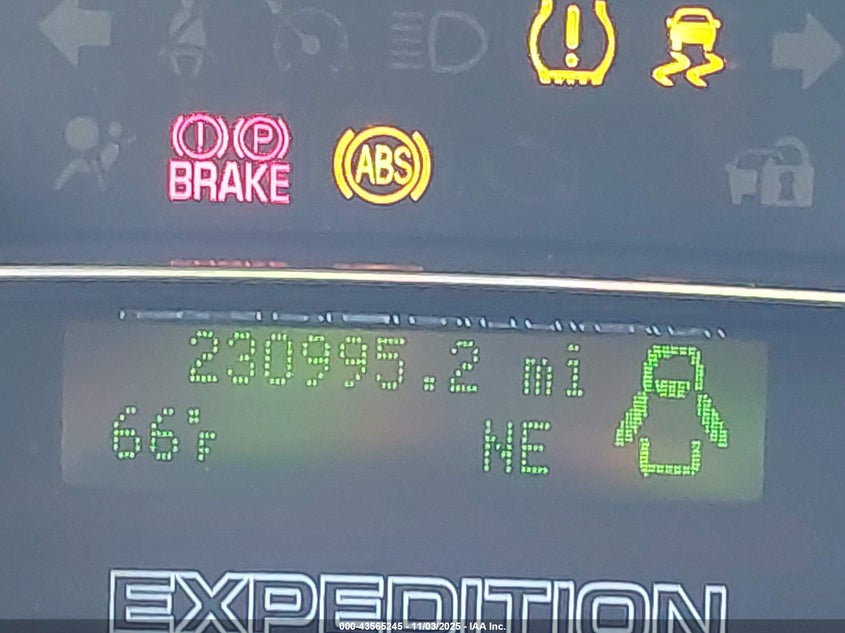 ! P
BRAKE
ABS
230995.2 mi
66°F
NE
EXPEDITION
000-43565245 - 11/03/2025 - IAA Inc.